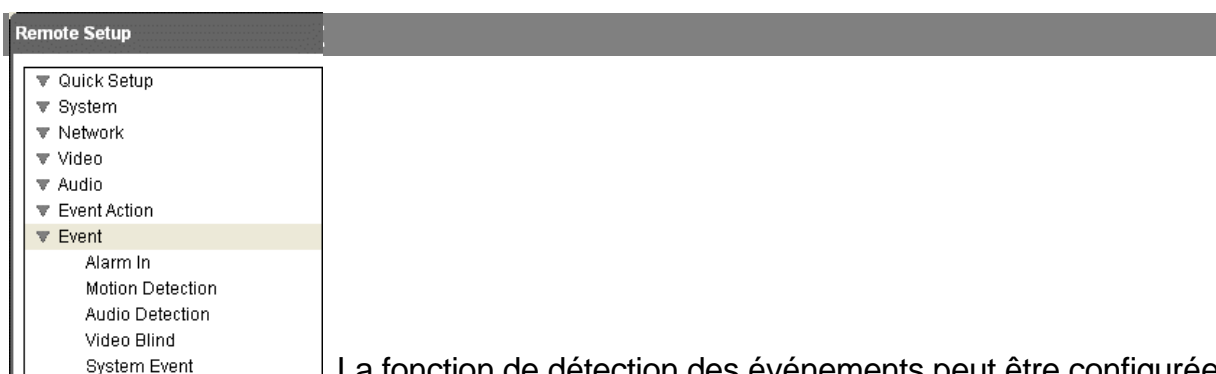 Remote Setup
Quick Setup
System
Network
Video
Audio
Event Action
Event
Alarm In
Motion Detection
Audio Detection
Video Blind
System Event
La fonction de détection des événements peut être configurée